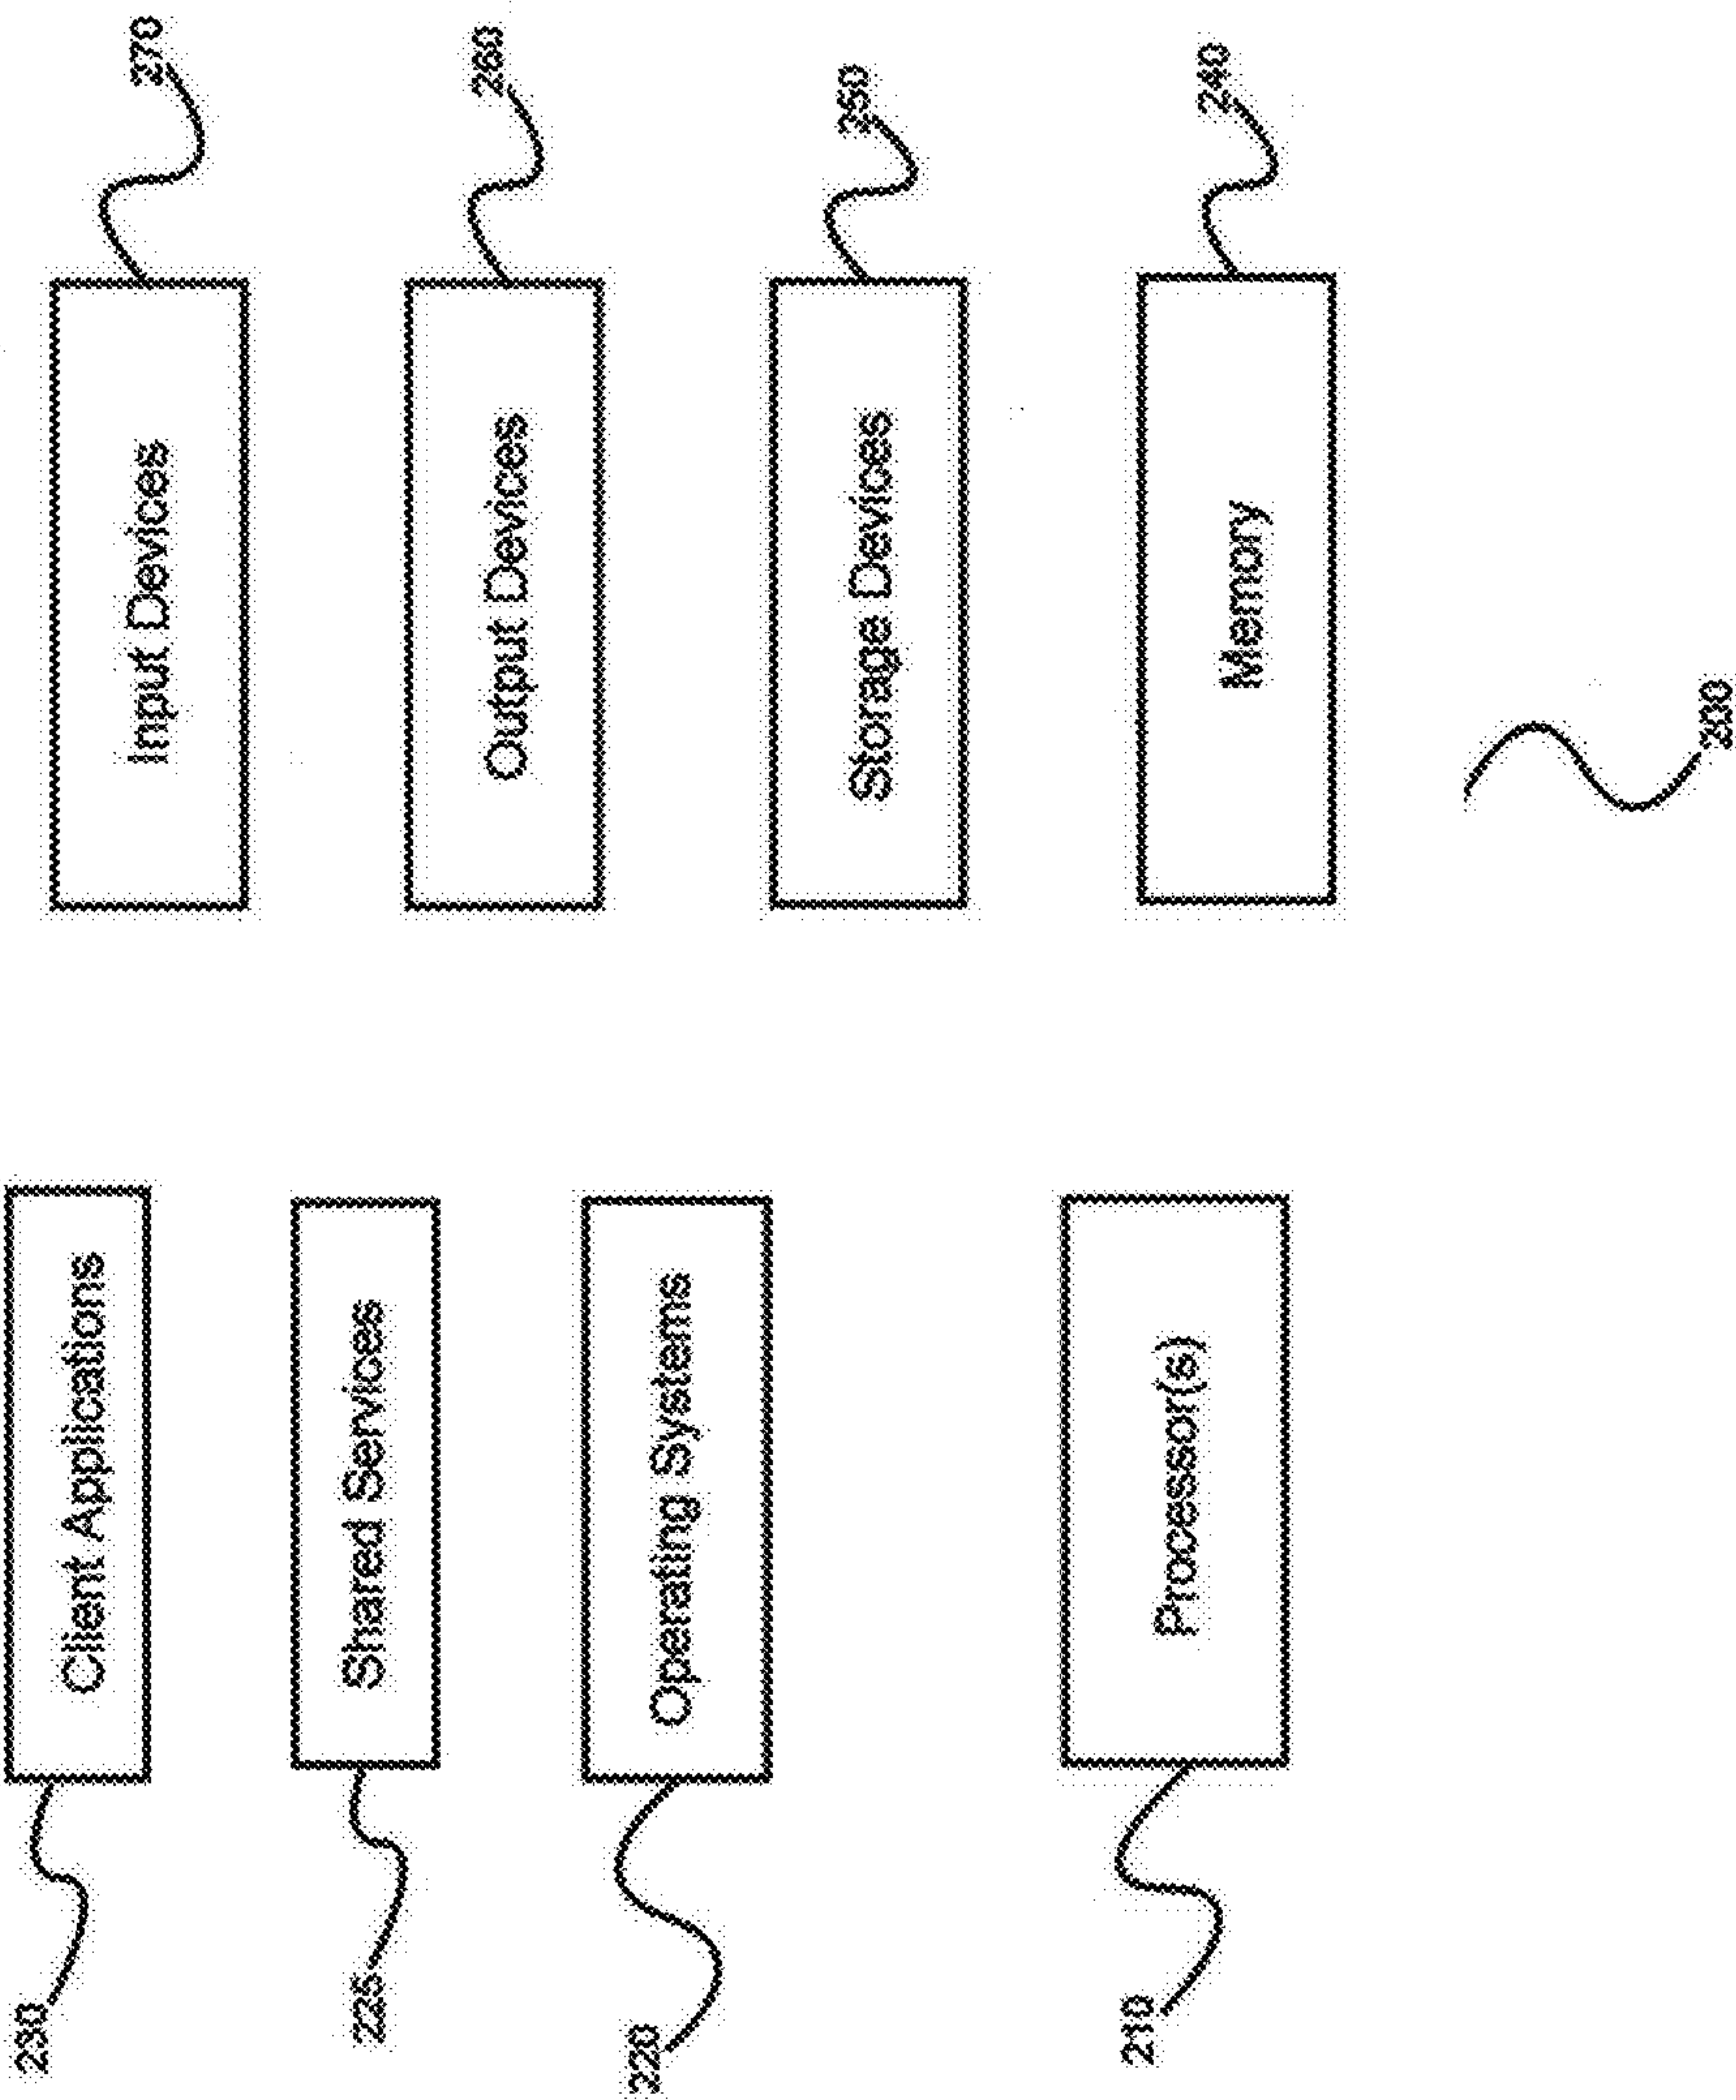 230
Client Applications
Input Devices
270
225
Shared Services
Output Devices
260
220
Operating Systems
Storage Devices
250
210
Processor(s)
Memory
240
200